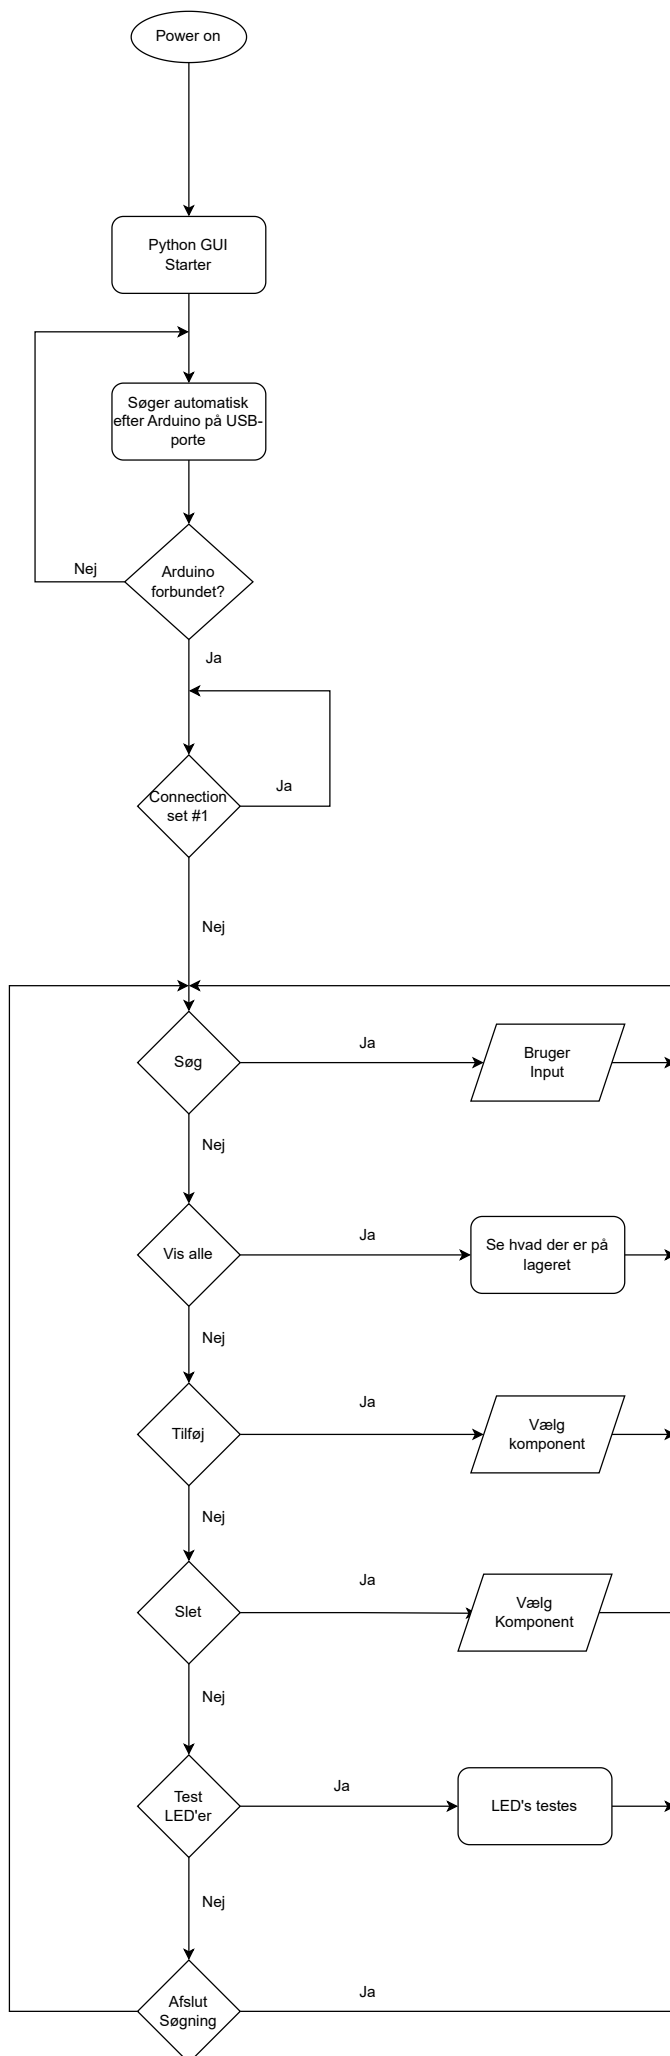 Power on
Python GUI
Starter
Søger automatisk
efter Arduino på USB-
porte
Arduino
forbundet?
Nej
Ja
Connection
set #1
Ja
Nej
Søg
Ja
Bruger
Input
Nej
Vis alle
Ja
Se hvad der er på
lageret
Nej
Tilføj
Ja
Vælg
komponent
Nej
Slet
Ja
Vælg
Komponent
Nej
Test
LED'er
Ja
LED's testes
Nej
Afslut
Søgning
Ja